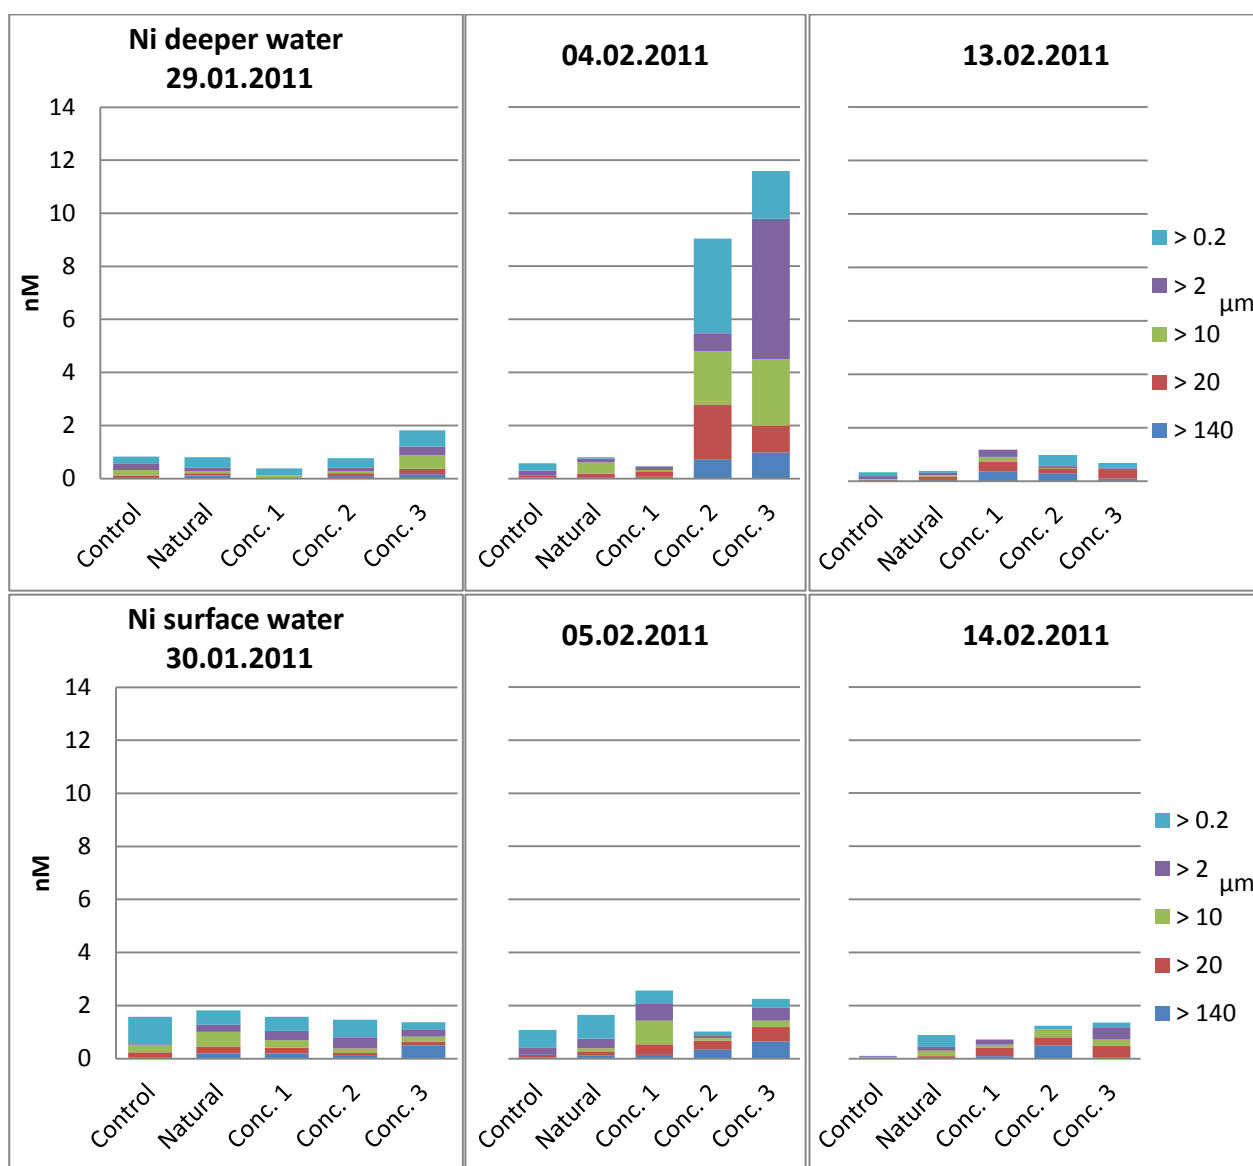 Ni deeper water
29.01.2011
04.02.2011
13.02.2011
14
12
10
8
6
4
2
0
nM
Control
Natural
Conc. 1
Conc. 2
Conc. 3
Control
Natural
Conc. 1
Conc. 2
Conc. 3
Control
Natural
Conc. 1
Conc. 2
Conc. 3
> 0.2
> 2
µm
> 10
> 20
> 140
Ni surface water
30.01.2011
05.02.2011
14.02.2011
14
12
10
8
6
4
2
0
nM
Control
Natural
Conc. 1
Conc. 2
Conc. 3
Control
Natural
Conc. 1
Conc. 2
Conc. 3
Control
Natural
Conc. 1
Conc. 2
Conc. 3
> 0.2
> 2
µm
> 10
> 20
> 140